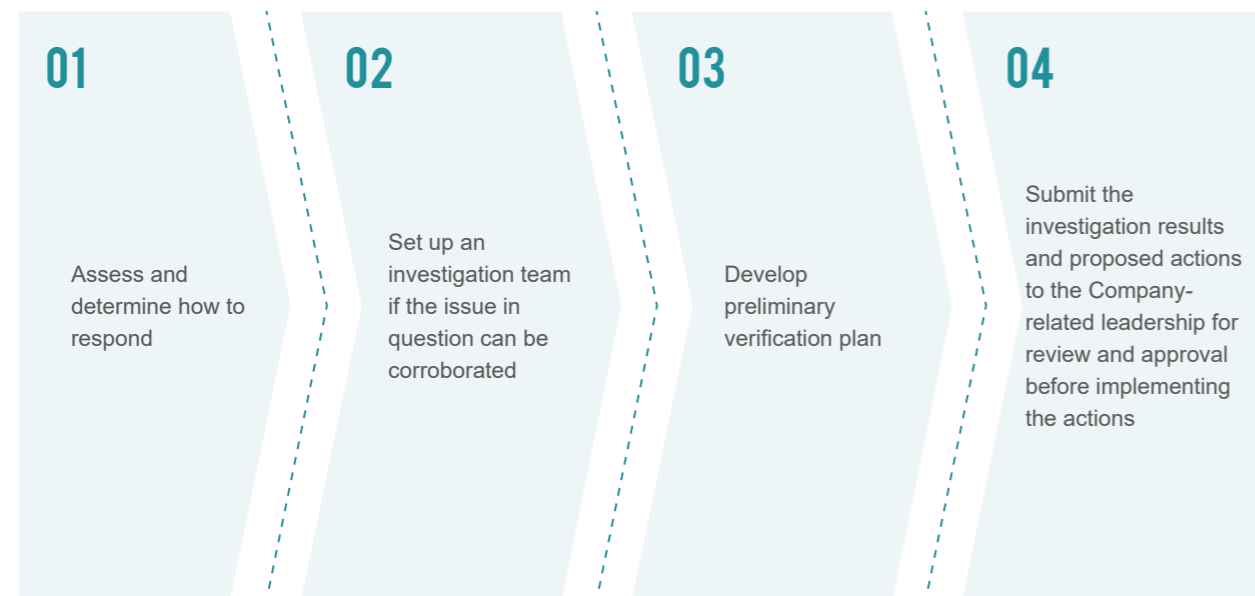 01
Assess and
determine how to
respond
02
Set up an
investigation team
if the issue in
question can be
corroborated
03
Develop
preliminary
verification plan
04
Submit the
investigation results
and proposed actions
to the Company-
related leadership for
review and approval
before implementing
the actions